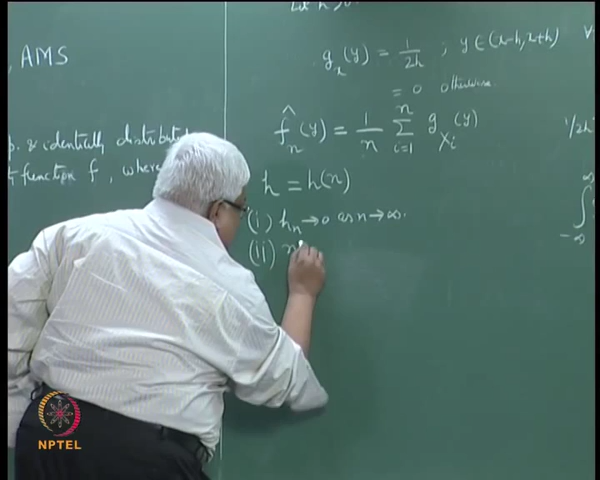 , AMS
p. & identically distributed
function f, where
Let h
g_x(y) = 1/2h ; y ∈ (x-h, x+h)
= 0 otherwise.
f̂_n(y) = 1/n ∑_{i=1}^{n} g_{X_i}(y)
h = h(n)
(i) h_n → 0 as n → ∞.
(ii) n
1/2h
∫_{-∞}^{∞}
NPTEL